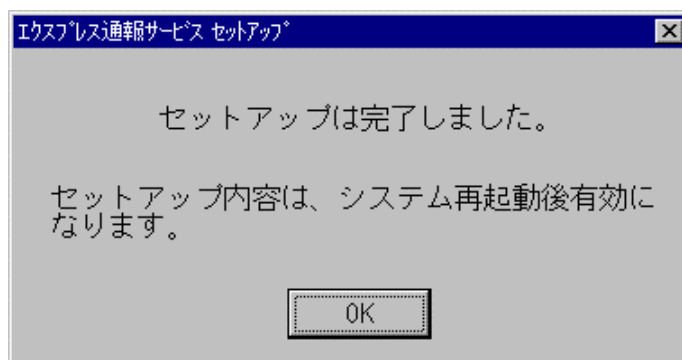 ｴｸｽﾌﾟﾚｽ通報ｻｰﾋﾞｽ ｾｯﾄｱｯﾌﾟ
セットアップは完了しました。
セットアップ内容は、システム再起動後有効に
なります。
OK